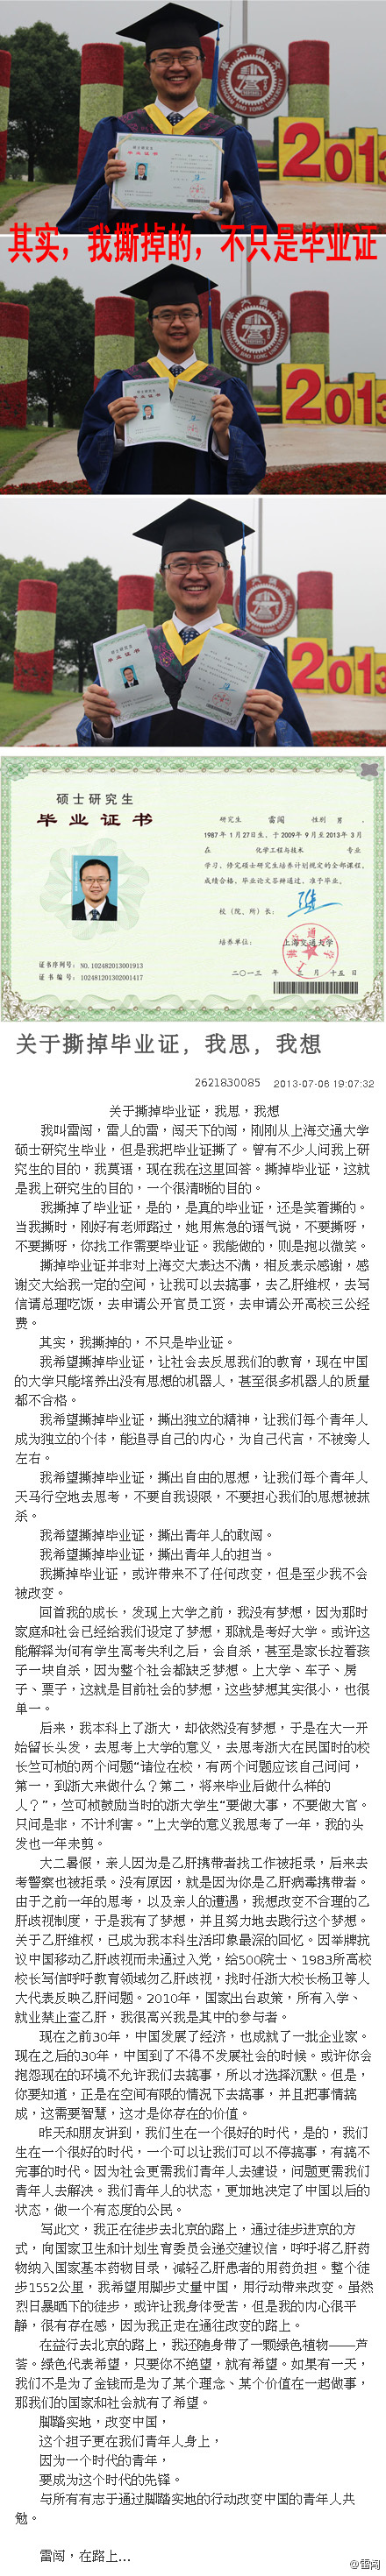 2013
其实，我撕掉的，不只是毕业证
2013
2013
硕士研究生
毕业证书
研究生 雷闯 性别 男 ，
1987年1月27日生，于2009年9月至2013年3月
在 化学工程与技术 专业
学习，修完硕士研究生培养计划规定的全部课程，
成绩合格，毕业论文答辩通过，准予毕业。
校（院、所）长：
培养单位：上海交通大学
二〇一三年三月十五日
证书序列号：NO.102482013001913
证书编号：102481201302001417
关于撕掉毕业证，我思，我想
2621830085 2013-07-06 19:07:32
关于撕掉毕业证，我思，我想
我叫雷闯，雷人的雷，闯天下的闯，刚刚从上海交通大学
硕士研究生毕业，但是我把毕业证撕了。曾有不少人问我上研
究生的目的，我莫语，现在我在这里回答。撕掉毕业证，这就
是我上研究生的目的，一个很清晰的目的。
我撕掉了毕业证，是的，是真的毕业证，还是笑着撕的。
当我撕时，刚好有老师路过，她用焦急的语气说，不要撕呀，
不要撕呀，你找工作需要毕业证。我能做的，则是抱以微笑。
撕掉毕业证并非对上海交大表达不满，相反表示感谢，感
谢交大给我一定的空间，让我可以去搞事，去乙肝维权，去写
信请总理吃饭，去申请公开官员工资，去申请公开高校三公经
费。
其实，我撕掉的，不只是毕业证。
我希望撕掉毕业证，让社会去反思我们的教育，现在中国
的大学只能培养出没有思想的机器人，甚至很多机器人的质量
都不合格。
我希望撕掉毕业证，撕出独立的精神，让我们每个青年人
成为独立的个体，能追寻自己的内心，为自己代言，不被旁人
左右。
我希望撕掉毕业证，撕出自由的思想，让我们每个青年人
天马行空地去思考，不要自我设限，不要担心我们的思想被抹
杀。
我希望撕掉毕业证，撕出青年人的敢闯。
我希望撕掉毕业证，撕出青年人的担当。
我撕掉毕业证，或许带来不了任何改变，但是至少我不会
被改变。
回首我的成长，发现上大学之前，我没有梦想，因为那时
家庭和社会已经给我们设定了梦想，那就是考好大学。或许这
能解释为何有学生高考失利之后，会自杀，甚至是家长拉着孩
子一块自杀，因为整个社会都缺乏梦想。上大学、车子、房
子、票子，这就是目前社会的梦想，这些梦想其实很小，也很
单一。
后来，我本科上了浙大，却依然没有梦想，于是在大一开
始留长头发，去思考上大学的意义，去思考浙大在民国时的校
长竺可桢的两个问题“诸位在校，有两个问题应该自己问问，
第一，到浙大来做什么？第二，将来毕业后做什么样的
人？”，竺可桢鼓励当时的浙大学生“要做大事，不要做大官。
只问是非，不计利害。”上大学的意义我思考了一年，我的头
发也一年未剪。
大二暑假，亲人因为是乙肝携带者找工作被拒录，后来去
考警察也被拒录。没有原因，就是因为你是乙肝病毒携带者。
由于之前一年的思考，以及亲人的遭遇，我想改变不合理的乙
肝歧视制度，于是我有了梦想，并且努力地去践行这个梦想。
关于乙肝维权，已成为我本科生活印象最深的回忆。因举牌抗
议中国移动乙肝歧视而未通过入党，给500院士、1983所高校
校长写信呼吁教育领域勿乙肝歧视，找时任浙大校长杨卫等人
大代表反映乙肝问题。2010年，国家出台政策，所有入学、
就业禁止查乙肝，我很高兴我是其中的参与者。
现在之前30年，中国发展了经济，也成就了一批企业家。
现在之后的30年，中国到了不得不发展社会的时候。或许你会
抱怨现在的环境不允许我们去搞事，所以才选择沉默。但是，
你要知道，正是在空间有限的情况下去搞事，并且把事情搞
成，这需要智慧，这才是你存在的价值。
昨天和朋友讲到，我们生在一个很好的时代，是的，我们
生在一个很好的时代，一个可以让我们可以不停搞事，有搞不
完事的时代。因为社会更需我们青年人去建设，问题更需我们
青年人去解决。我们青年人的状态，更加地决定了中国以后的
状态，做一个有态度的公民。
写此文，我正在徒步去北京的路上，通过徒步进京的方
式，向国家卫生和计划生育委员会递交建议信，呼吁将乙肝药
物纳入国家基本药物目录，减轻乙肝患者的用药负担。整个徒
步1552公里，我希望用脚步丈量中国，用行动带来改变。虽然
烈日暴晒下的徒步，或许让我身体受苦，但是我的内心很平
静，很有存在感，因为我正走在通往改变的路上。
在益行去北京的路上，我还随身带了一颗绿色植物——芦
荟。绿色代表希望，只要你不绝望，就有希望。如果有一天，
我们不是为了金钱而是为了某个理念、某个价值在一起做事，
那我们的国家和社会就有了希望。
脚踏实地，改变中国，
这个担子更在我们青年人身上，
因为一个时代的青年，
要成为这个时代的先锋。
与所有有志于通过脚踏实地的行动改变中国的青年人共
勉。
雷闯，在路上...
@雷闯